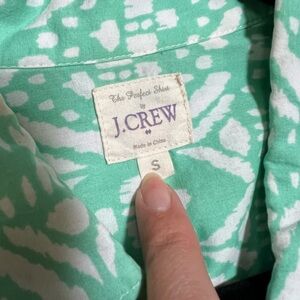 The Perfect Shirt
by
J.CREW
Made in China
S